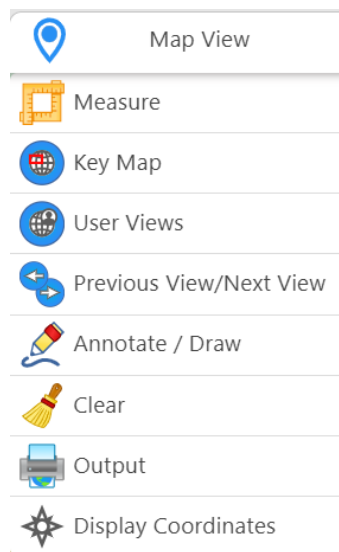 Map View
Measure
Key Map
User Views
Previous View/Next View
Annotate / Draw
Clear
Output
Display Coordinates